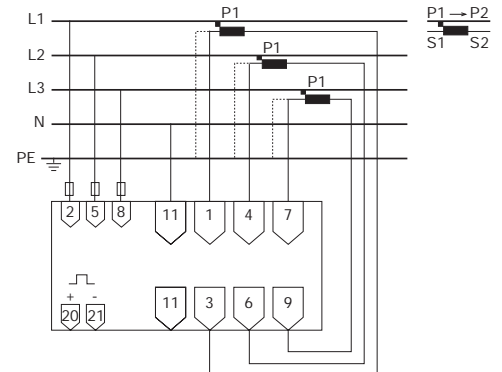 L1 P1 P1 → P2
S1 S2
L2 P1
L3 P1
N
PE
2 5 8 11 1 4 7
+ -
20 21 11 3 6 9